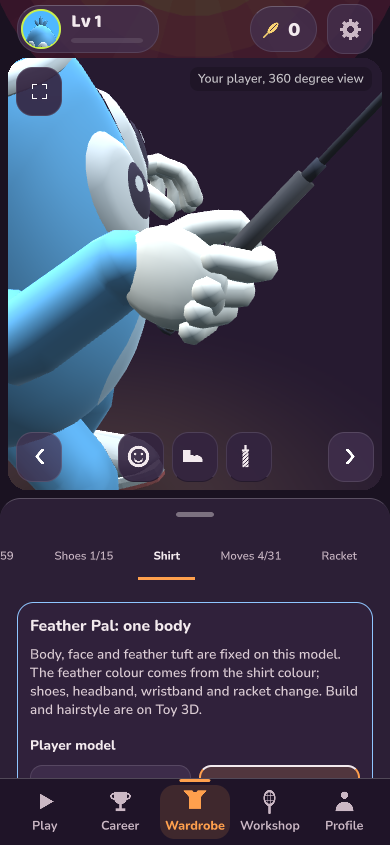 Lv 1
0
Your player, 360 degree view
59
Shoes 1/15
Shirt
Moves 4/31
Racket
Feather Pal: one body
Body, face and feather tuft are fixed on this model.
The feather colour comes from the shirt colour;
shoes, headband, wristband and racket change. Build
and hairstyle are on Toy 3D.
Player model
Play
Career
Wardrobe
Workshop
Profile